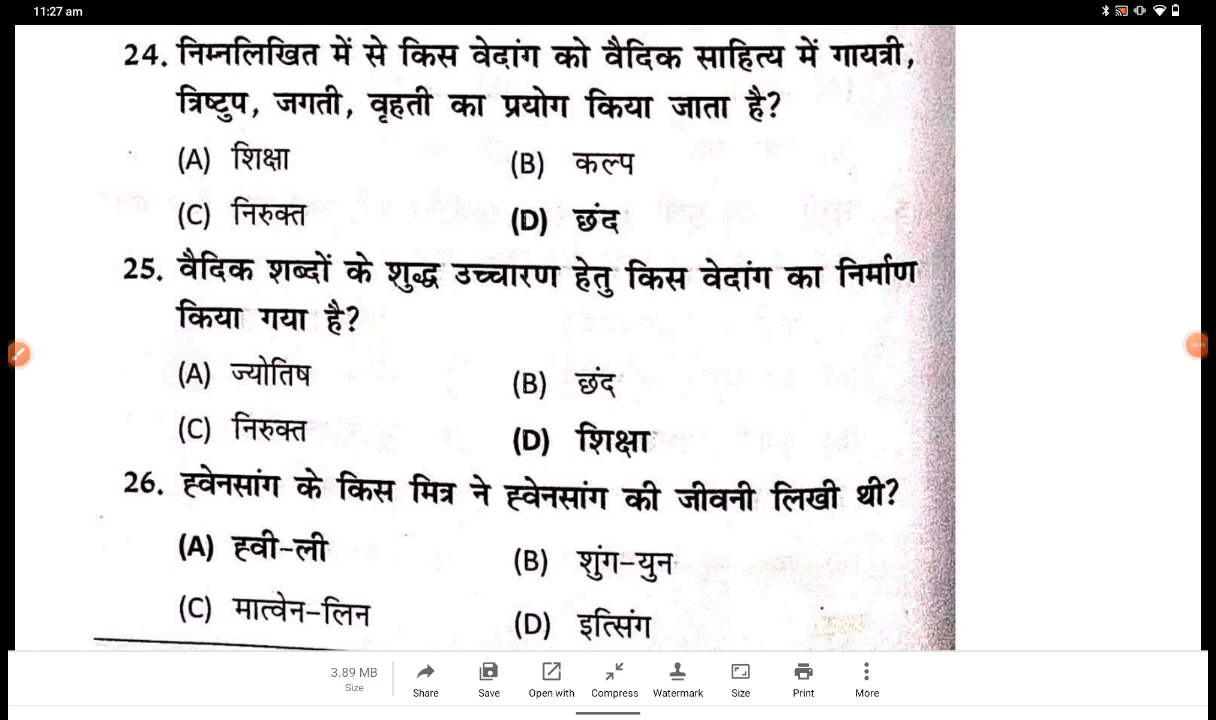 11:27 am
24. निम्नलिखित में से किस वेदांग को वैदिक साहित्य में गायत्री,
त्रिष्टुप, जगती, वृहती का प्रयोग किया जाता है?
(A) शिक्षा (B) कल्प
(C) निरुक्त (D) छंद
25. वैदिक शब्दों के शुद्ध उच्चारण हेतु किस वेदांग का निर्माण
किया गया है?
(A) ज्योतिष (B) छंद
(C) निरुक्त (D) शिक्षा
26. ह्वेनसांग के किस मित्र ने ह्वेनसांग की जीवनी लिखी थी?
(A) ह्वी-ली (B) शुंग-युन
(C) मात्वेन-लिन (D) इत्सिंग
3.89 MB
Size
Share Save Open with Compress Watermark Size Print More